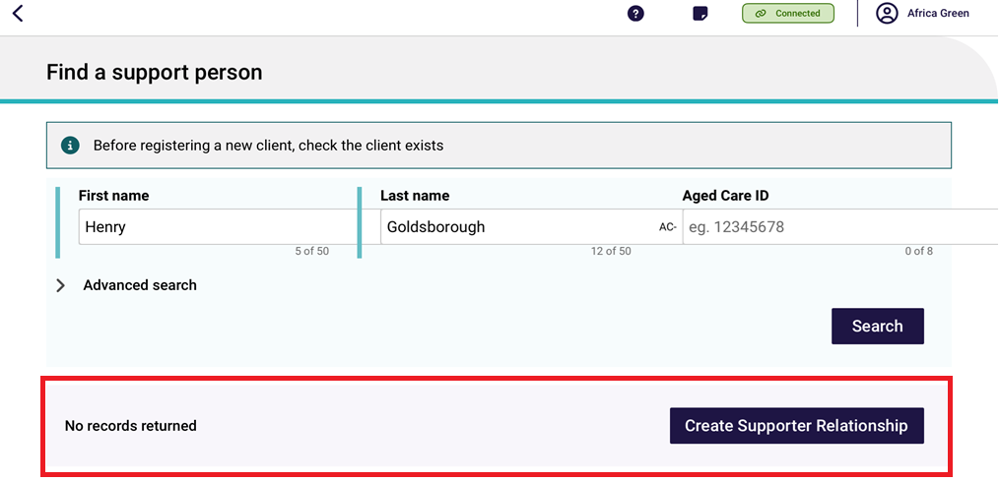 ? Connected Africa Green
Find a support person
i Before registering a new client, check the client exists
First name Last name Aged Care ID
Henry Goldsborough AC- eg. 12345678
5 of 50 12 of 50 0 of 8
Advanced search
Search
No records returned Create Supporter Relationship